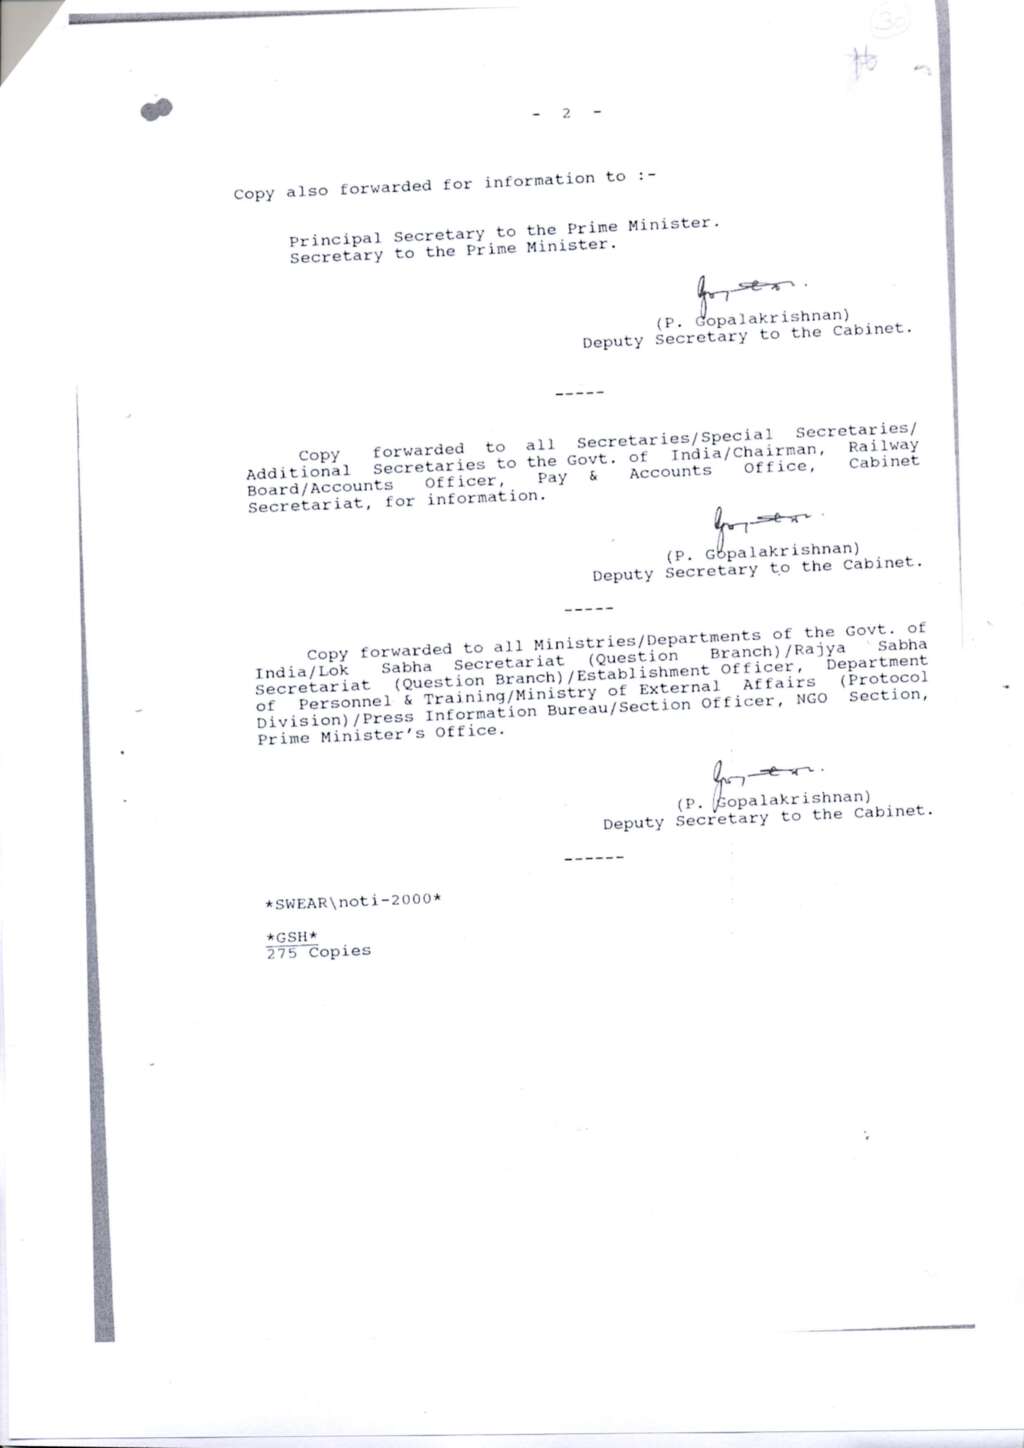 - 2 -
Copy also forwarded for information to :-
Principal Secretary to the Prime Minister.
Secretary to the Prime Minister.
(P. Gopalakrishnan)
Deputy Secretary to the Cabinet.
-----
Copy forwarded to all Secretaries/Special Secretaries/
Additional Secretaries to the Govt. of India/Chairman, Railway
Board/Accounts Officer, Pay & Accounts Office, Cabinet
Secretariat, for information.
(P. Gopalakrishnan)
Deputy Secretary to the Cabinet.
-----
Copy forwarded to all Ministries/Departments of the Govt. of
India/Lok Sabha Secretariat (Question Branch)/Rajya Sabha
Secretariat (Question Branch)/Establishment Officer, Department
of Personnel & Training/Ministry of External Affairs (Protocol
Division)/Press Information Bureau/Section Officer, NGO Section,
Prime Minister's Office.
(P. Gopalakrishnan)
Deputy Secretary to the Cabinet.
------
*SWEAR\noti-2000*
*GSH*
275 Copies